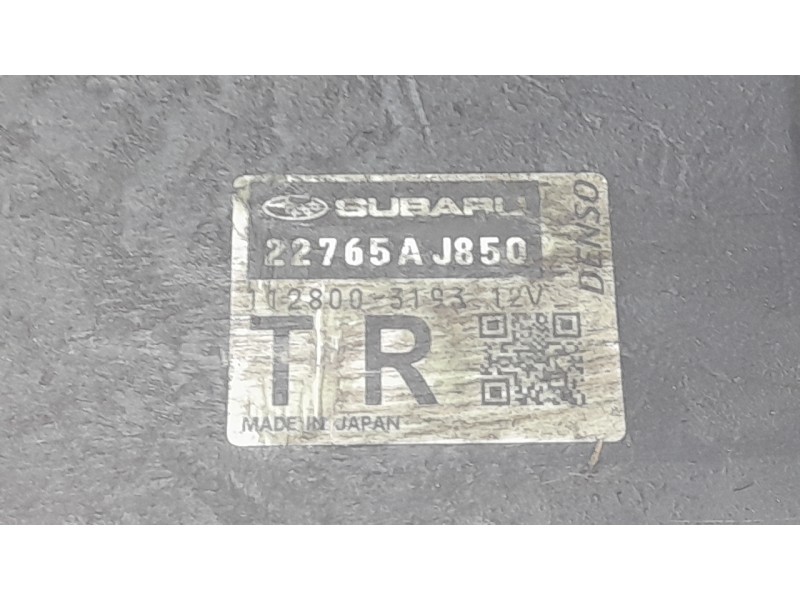 SUBARU
22765AJ850
112800-3193 12V
DENSO
TR
MADE IN JAPAN